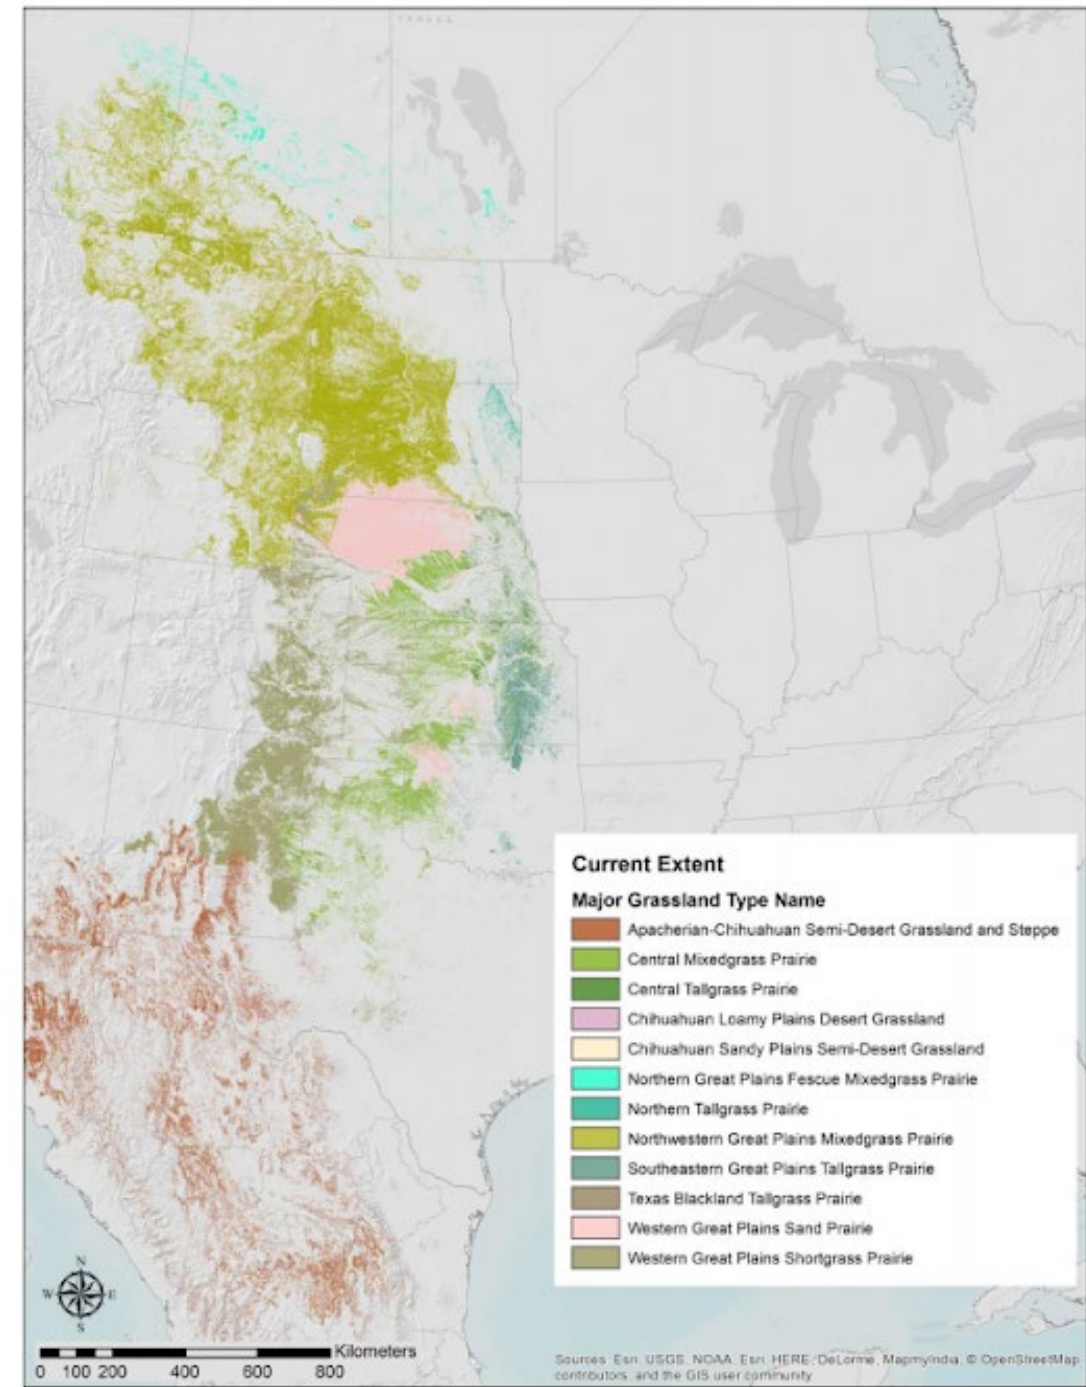 CANADA
Current Extent
Major Grassland Type Name
Apacherian-Chihuahuan Semi-Desert Grassland and Steppe
Central Mixedgrass Prairie
Central Tallgrass Prairie
Chihuahuan Loamy Plains Desert Grassland
Chihuahuan Sandy Plains Semi-Desert Grassland
Northern Great Plains Fescue Mixedgrass Prairie
Northern Tallgrass Prairie
Northwestern Great Plains Mixedgrass Prairie
Southeastern Great Plains Tallgrass Prairie
Texas Blackland Tallgrass Prairie
Western Great Plains Sand Prairie
Western Great Plains Shortgrass Prairie
N
W E
S
Kilometers
0 100 200 400 600 800
Sources: Esri, USGS, NOAA, Esri, HERE, DeLorme, MapmyIndia, © OpenStreetMap
contributors, and the GIS user community